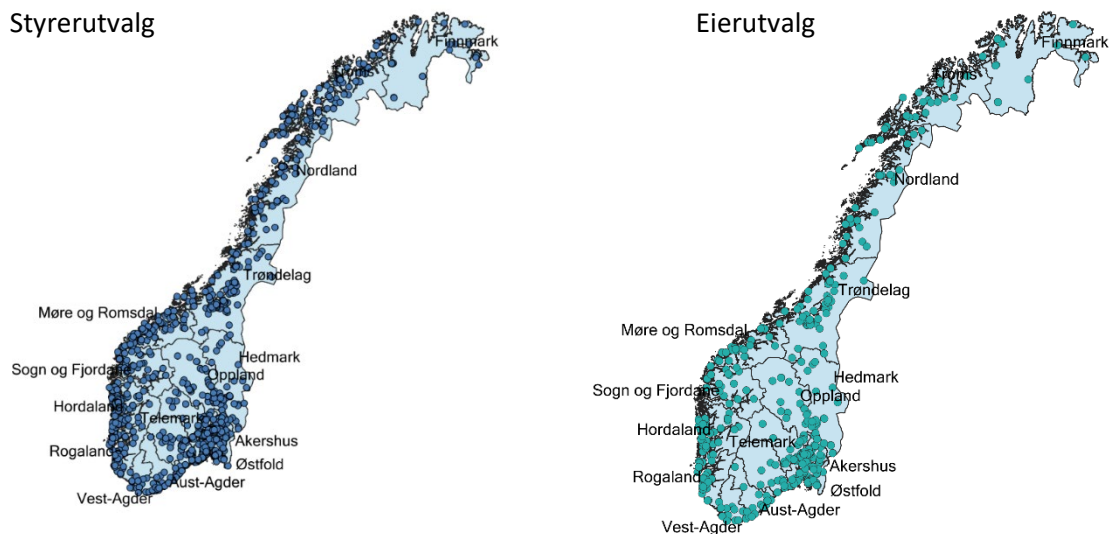 Styrerutvalg
Finnmark
Troms
Nordland
Trøndelag
Møre og Romsdal
Hedmark
Sogn og Fjordane
Oppland
Hordaland
Telemark
Akershus
Rogaland
Østfold
Aust-Agder
Vest-Agder
Eierutvalg
Finnmark
Troms
Nordland
Trøndelag
Møre og Romsdal
Hedmark
Sogn og Fjordane
Oppland
Hordaland
Telemark
Akershus
Rogaland
Østfold
Aust-Agder
Vest-Agder